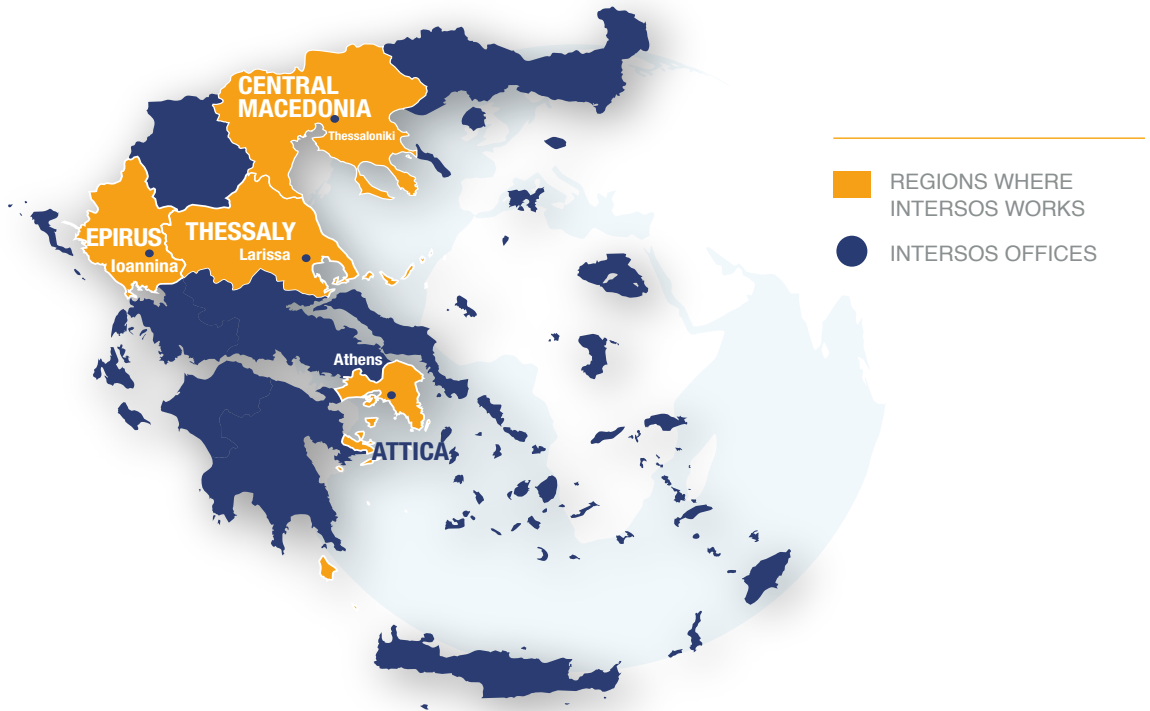 CENTRAL
MACEDONIA
Thessaloniki
EPIRUS
Ioannina
THESSALY
Larissa
Athens
ATTICA
REGIONS WHERE
INTERSOS WORKS
INTERSOS OFFICES